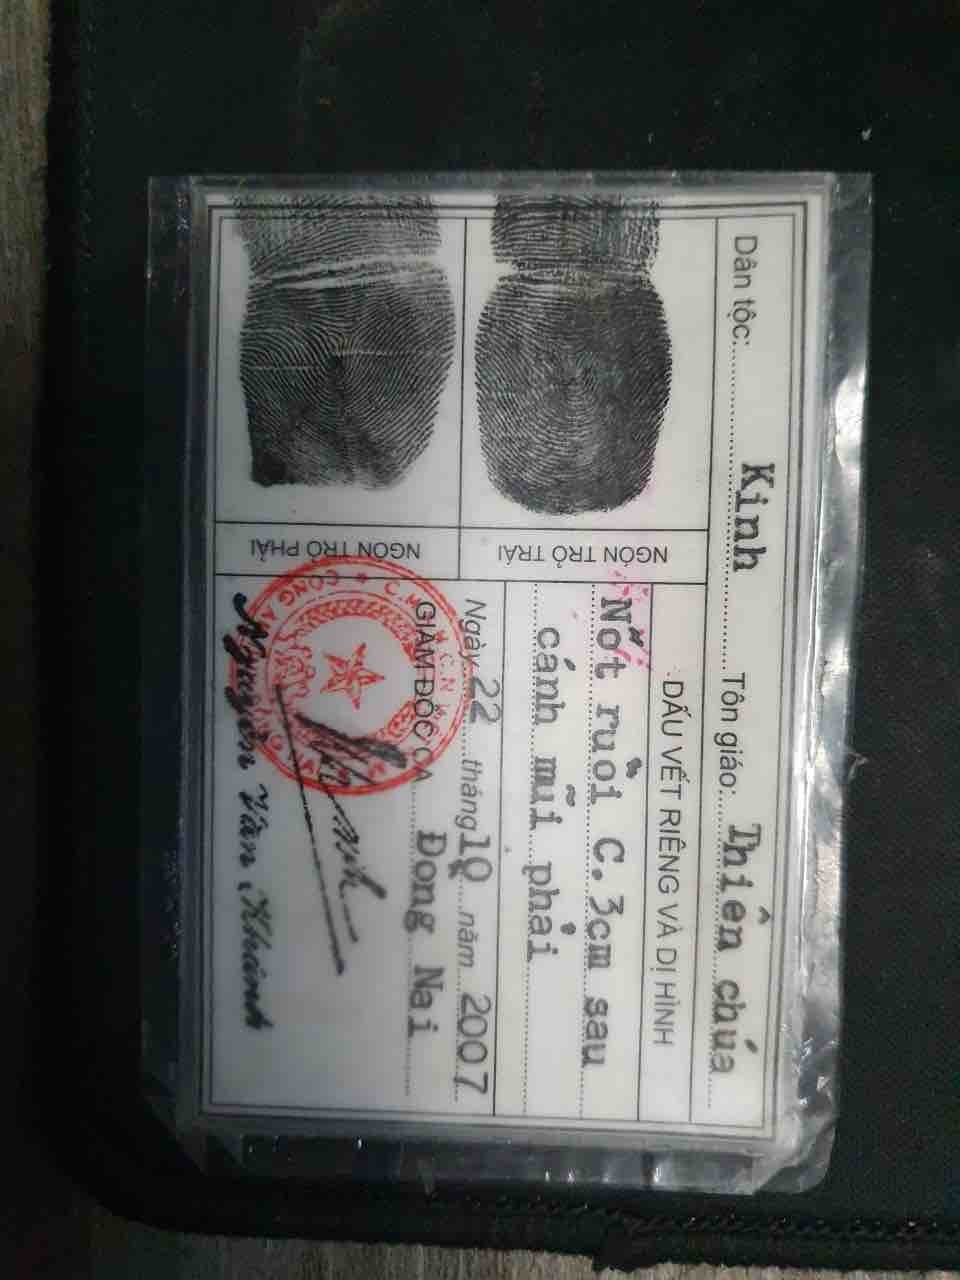 Dân tộc: Kinh Tôn giáo: Thiên chúa
NGÓN TRỎ TRÁI
NGÓN TRỎ PHẢI
DẤU VẾT RIÊNG VÀ DỊ HÌNH
Nốt ruồi C.3cm sau
cánh mũi phải
Ngày 22 tháng 10 năm 2007
GIÁM ĐỐC CA Đồng Nai
Nguyễn Văn Khánh